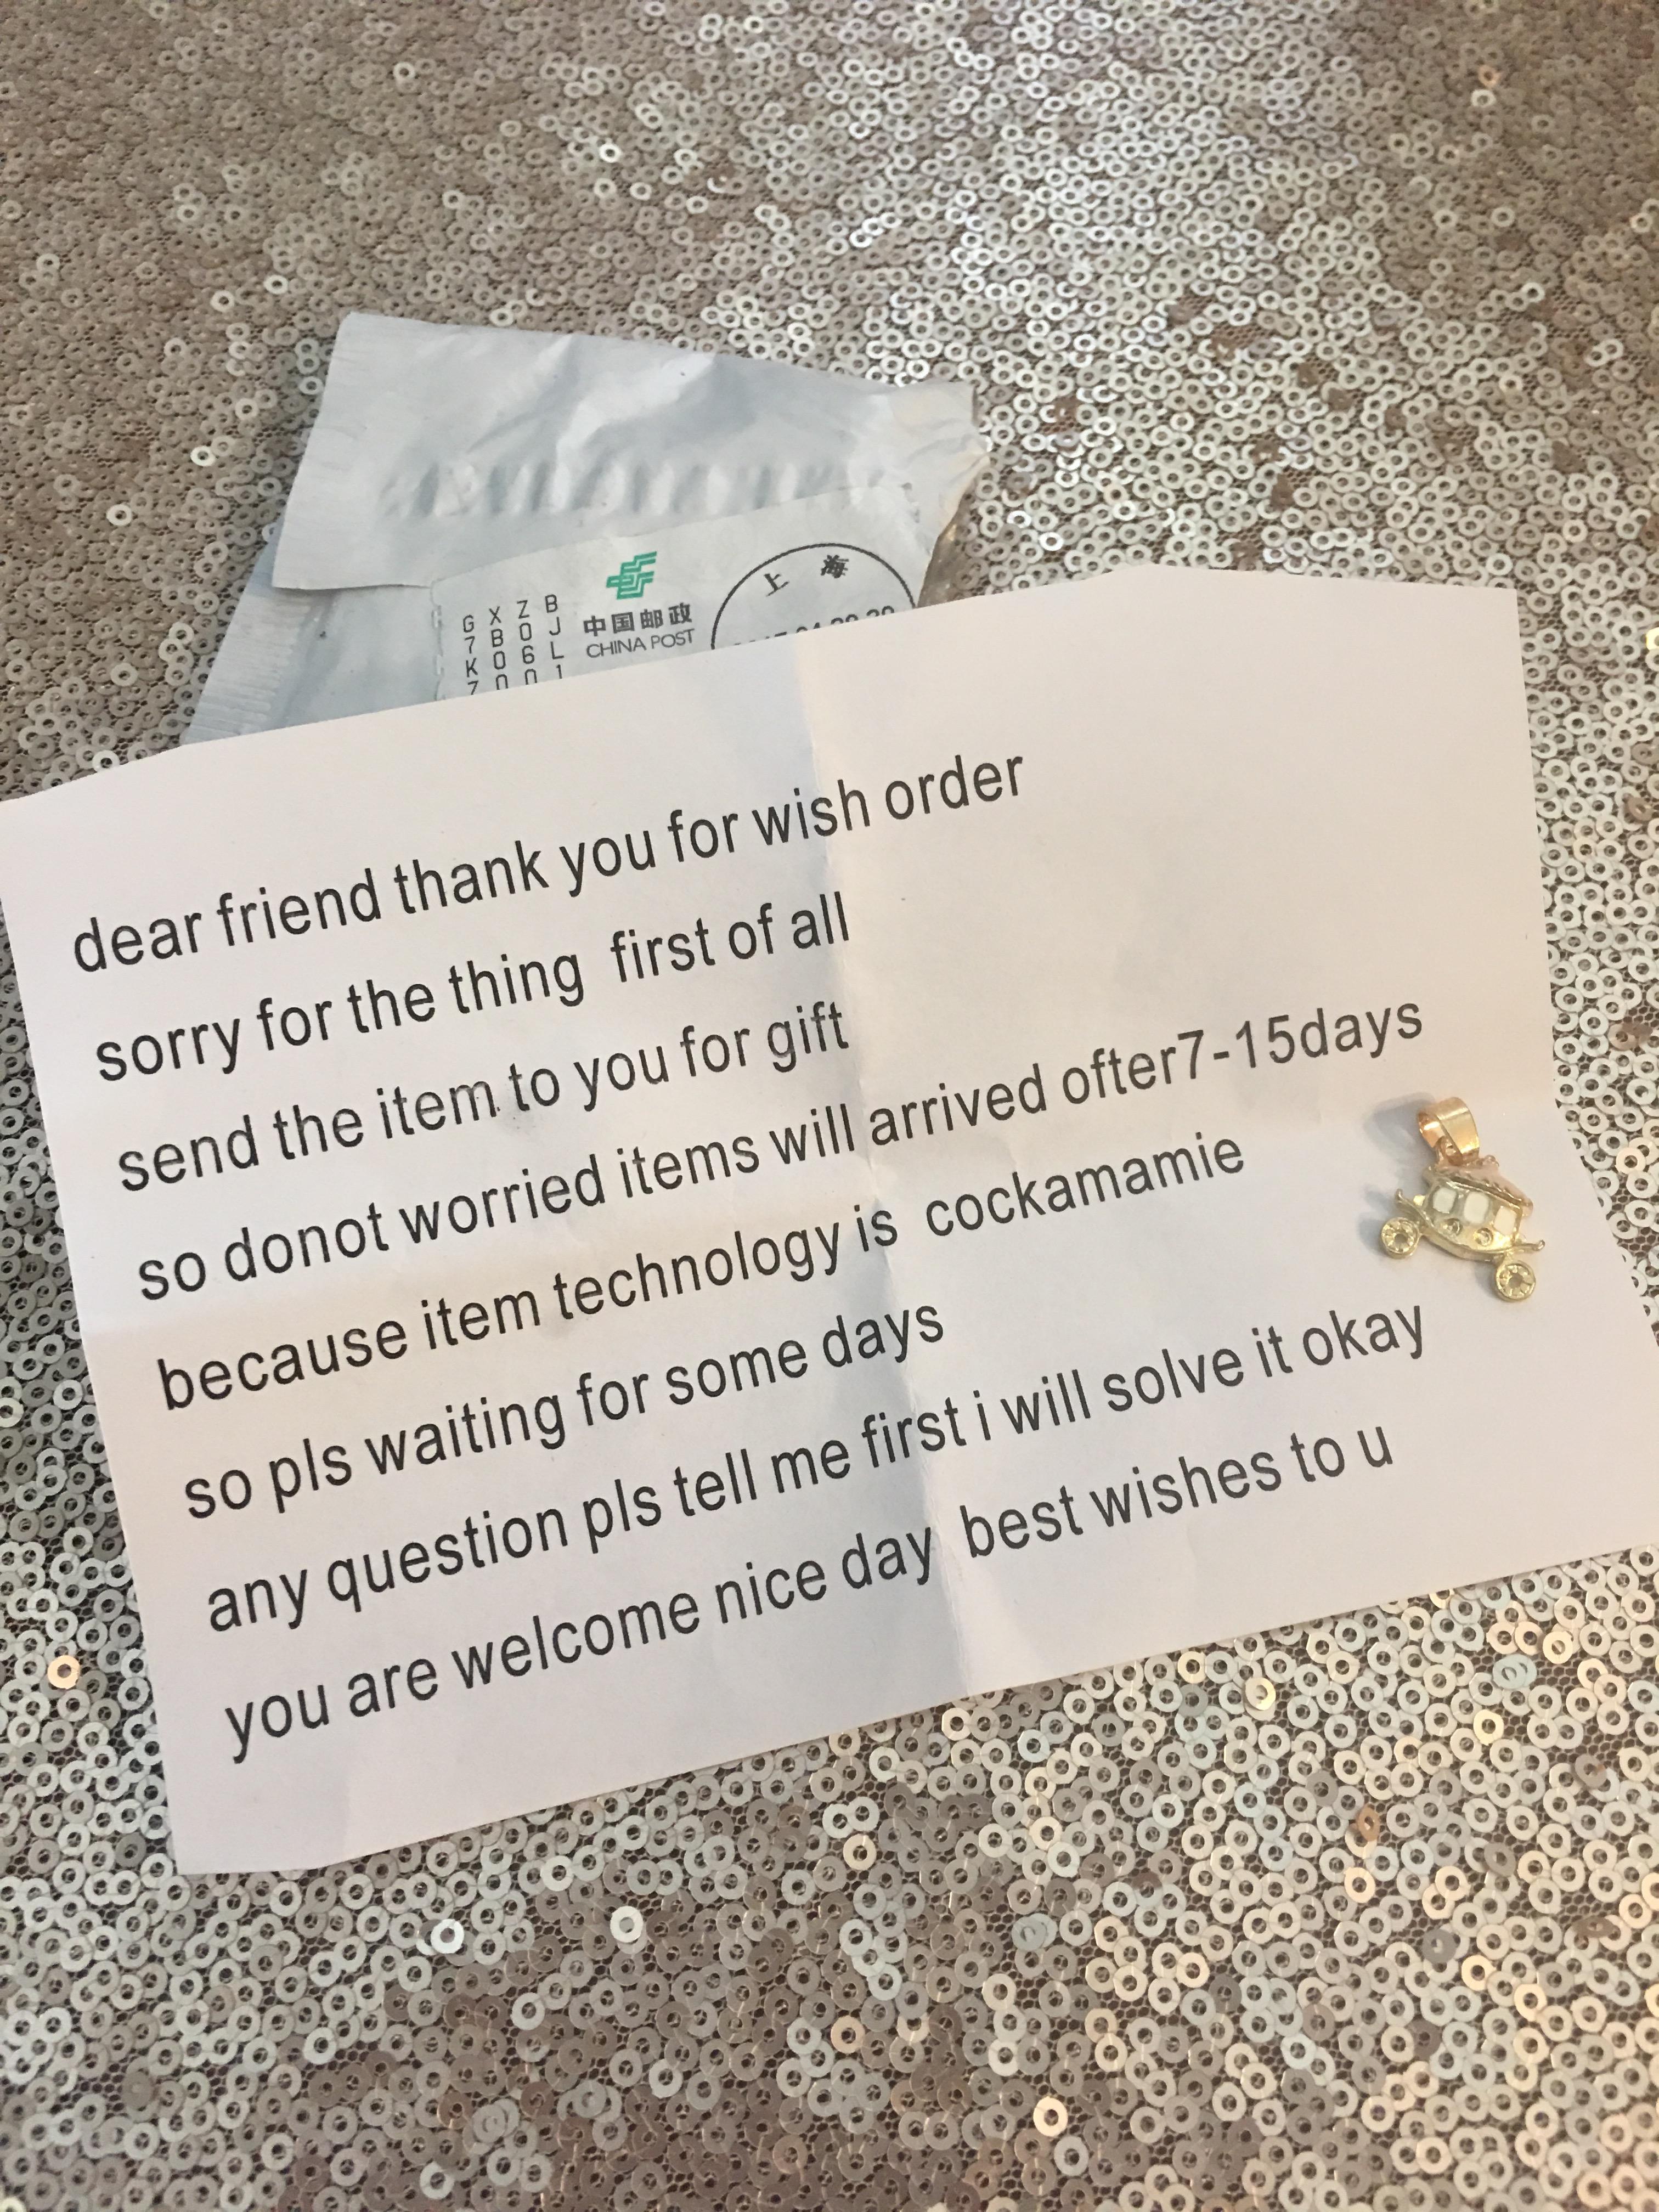 G X Z B
7 B 0 J
K 0 6 L
中国邮政
CHINA POST
上海
dear friend thank you for wish order
sorry for the thing first of all
send the item to you for gift
so donot worried items will arrived ofter7-15days
because item technology is cockamamie
so pls waiting for some days
any question pls tell me first i will solve it okay
you are welcome nice day best wishes to u